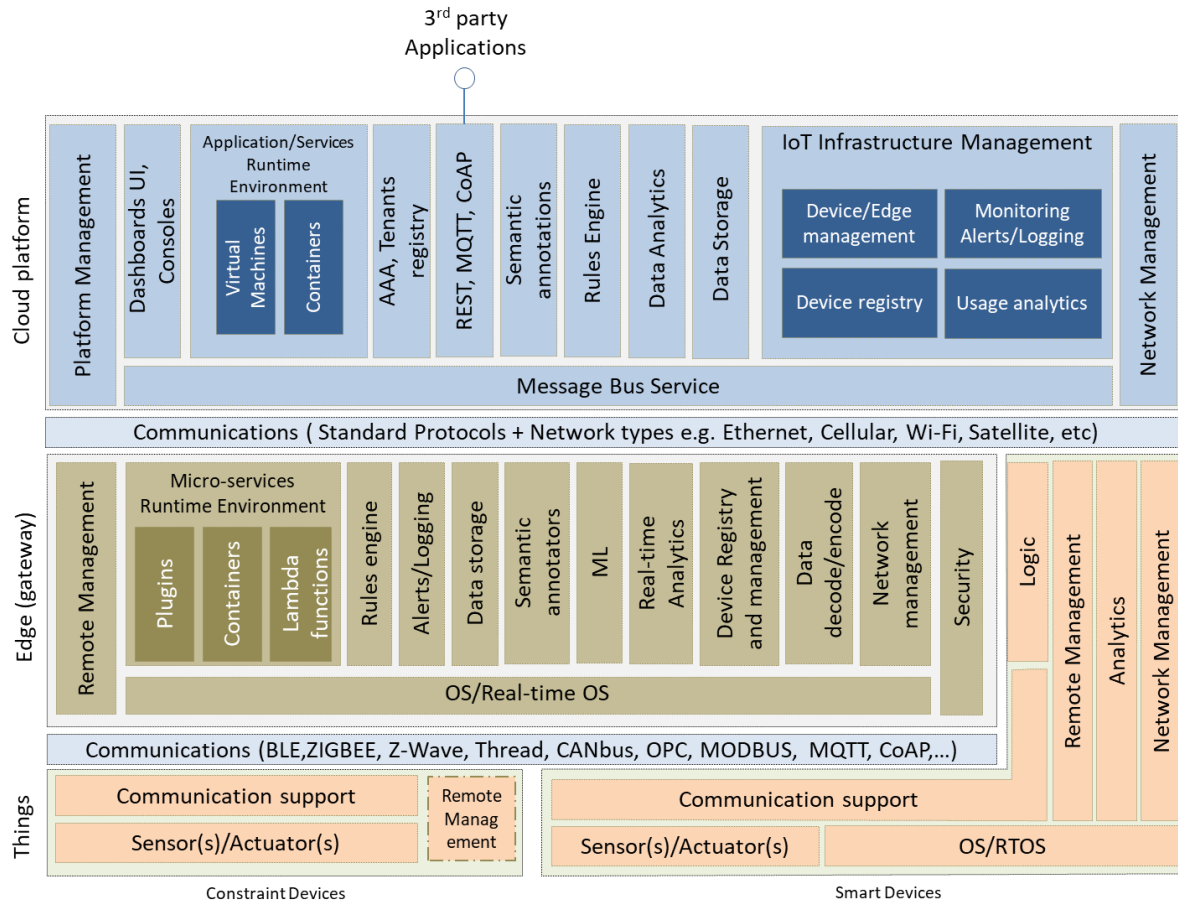 3rd party
Applications
Cloud platform
Platform Management
Dashboards UI,
Consoles
Application/Services
Runtime
Environment
Virtual
Machines
Containers
AAA, Tenants
registry
REST, MQTT, CoAP
Semantic
annotations
Rules Engine
Data Analytics
Data Storage
IoT Infrastructure Management
Device/Edge
management
Monitoring
Alerts/Logging
Device registry
Usage analytics
Network Management
Message Bus Service
Communications ( Standard Protocols + Network types e.g. Ethernet, Cellular, Wi-Fi, Satellite, etc)
Edge (gateway)
Remote Management
Micro-services
Runtime Environment
Plugins
Containers
Lambda
functions
Rules engine
Alerts/Logging
Data storage
Semantic
annotators
ML
Real-time
Analytics
Device Registry
and management
Data
decode/encode
Network
management
Security
OS/Real-time OS
Logic
Remote Management
Analytics
Network Management
Communications (BLE,ZIGBEE, Z-Wave, Thread, CANbus, OPC, MODBUS, MQTT, CoAP,...)
Things
Communication support
Sensor(s)/Actuator(s)
Remote
Manag
ement
Constraint Devices
Communication support
Sensor(s)/Actuator(s)
OS/RTOS
Smart Devices